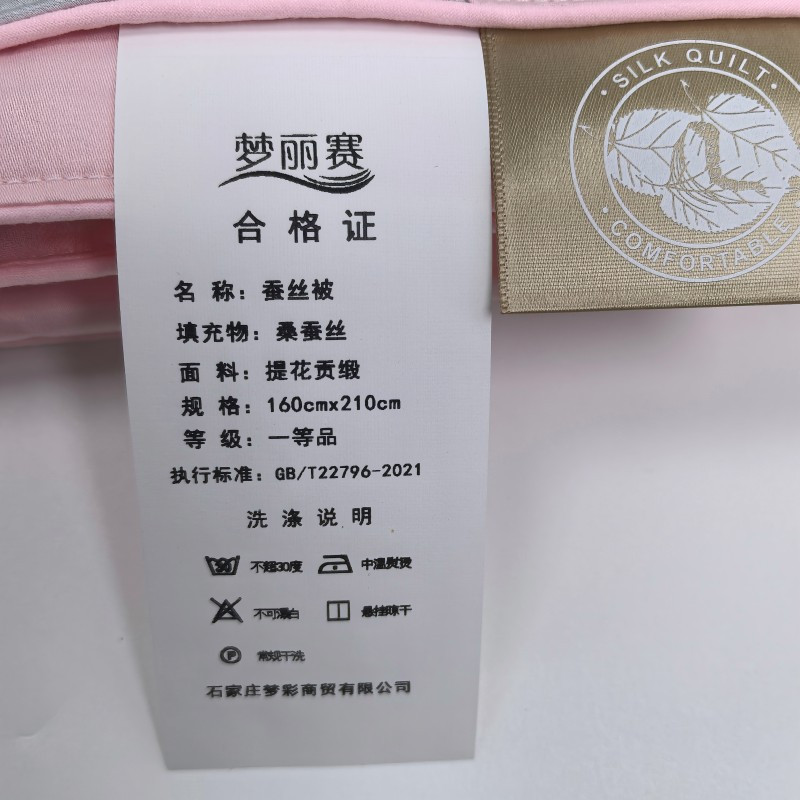 梦丽赛
合格证
名 称：蚕丝被
填充物：桑蚕丝
面 料：提花贡缎
规 格：160cmx210cm
等 级：一等品
执行标准：GB/T22796-2021
洗涤说明
30 不超30度 中温熨烫
不可漂白 悬挂晾干
P 常规干洗
石家庄梦彩商贸有限公司
SILK QUILT
COMFORTABLE